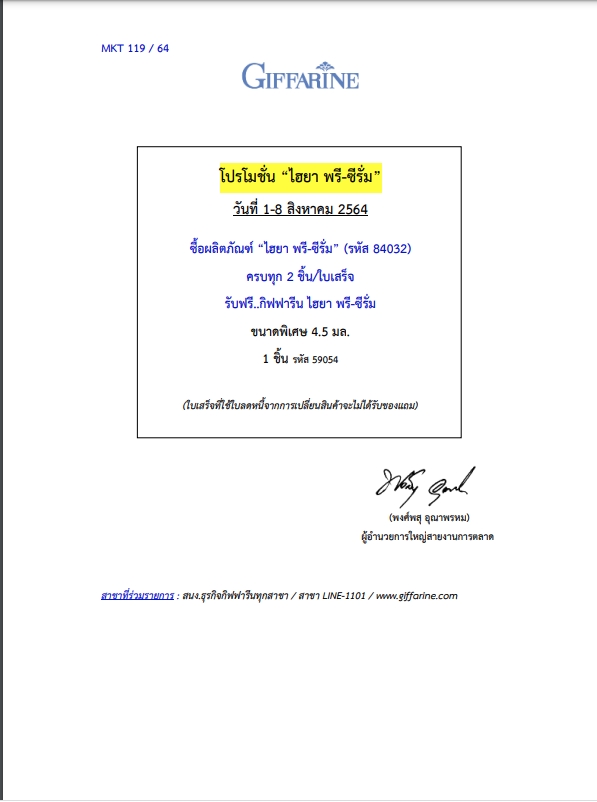 MKT 119 / 64
GIFFARINE
โปรโมชั่น “ไฮยา พรี-ซีรั่ม”
วันที่ 1-8 สิงหาคม 2564
ซื้อผลิตภัณฑ์ “ไฮยา พรี-ซีรั่ม” (รหัส 84032)
ครบทุก 2 ชิ้น/ใบเสร็จ
รับฟรี..กิฟฟารีน ไฮยา พรี-ซีรั่ม
ขนาดพิเศษ 4.5 มล.
1 ชิ้น รหัส 59054
(ใบเสร็จที่ใช้ใบลดหนี้จากการเปลี่ยนสินค้าจะไม่ได้รับของแถม)
(พงศ์พสุ อุณาพรหม)
ผู้อำนวยการใหญ่สายงานการตลาด
สาขาที่ร่วมรายการ : สนง.ธุรกิจกิฟฟารีนทุกสาขา / สาขา LINE-1101 / www.giffarine.com